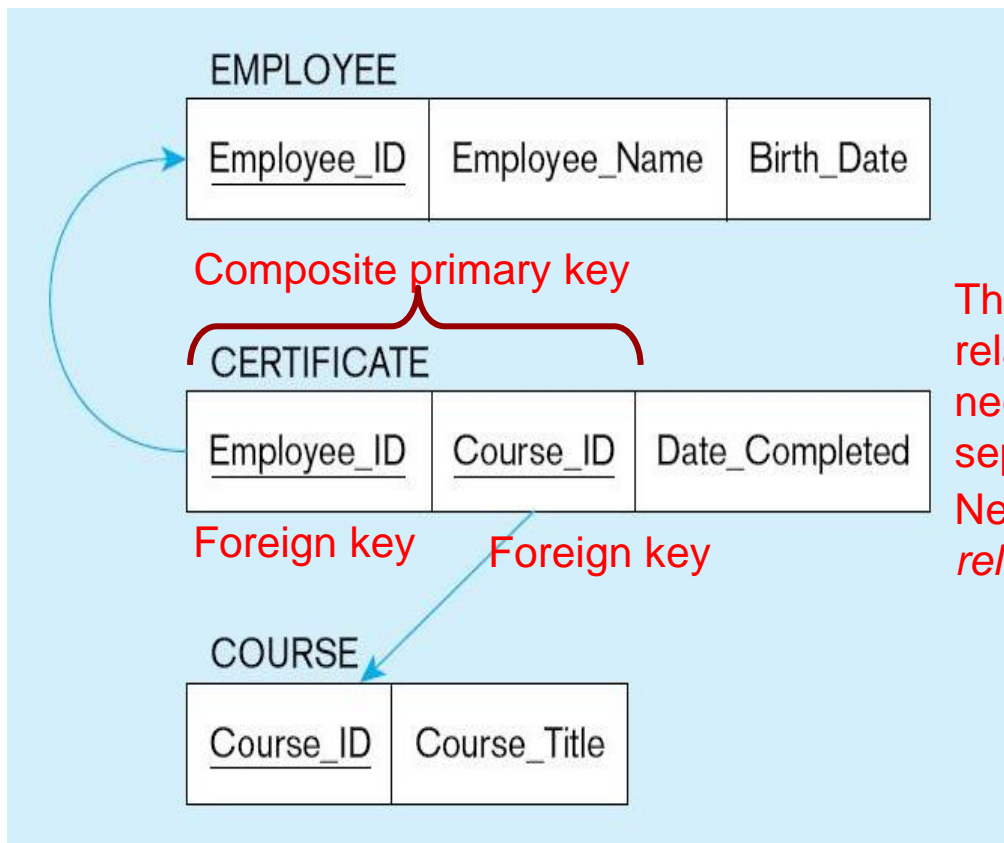 EMPLOYEE
Employee_ID Employee_Name Birth_Date
Composite primary key
CERTIFICATE
Employee_ID Course_ID Date_Completed
Foreign key Foreign key
COURSE
Course_ID Course_Title